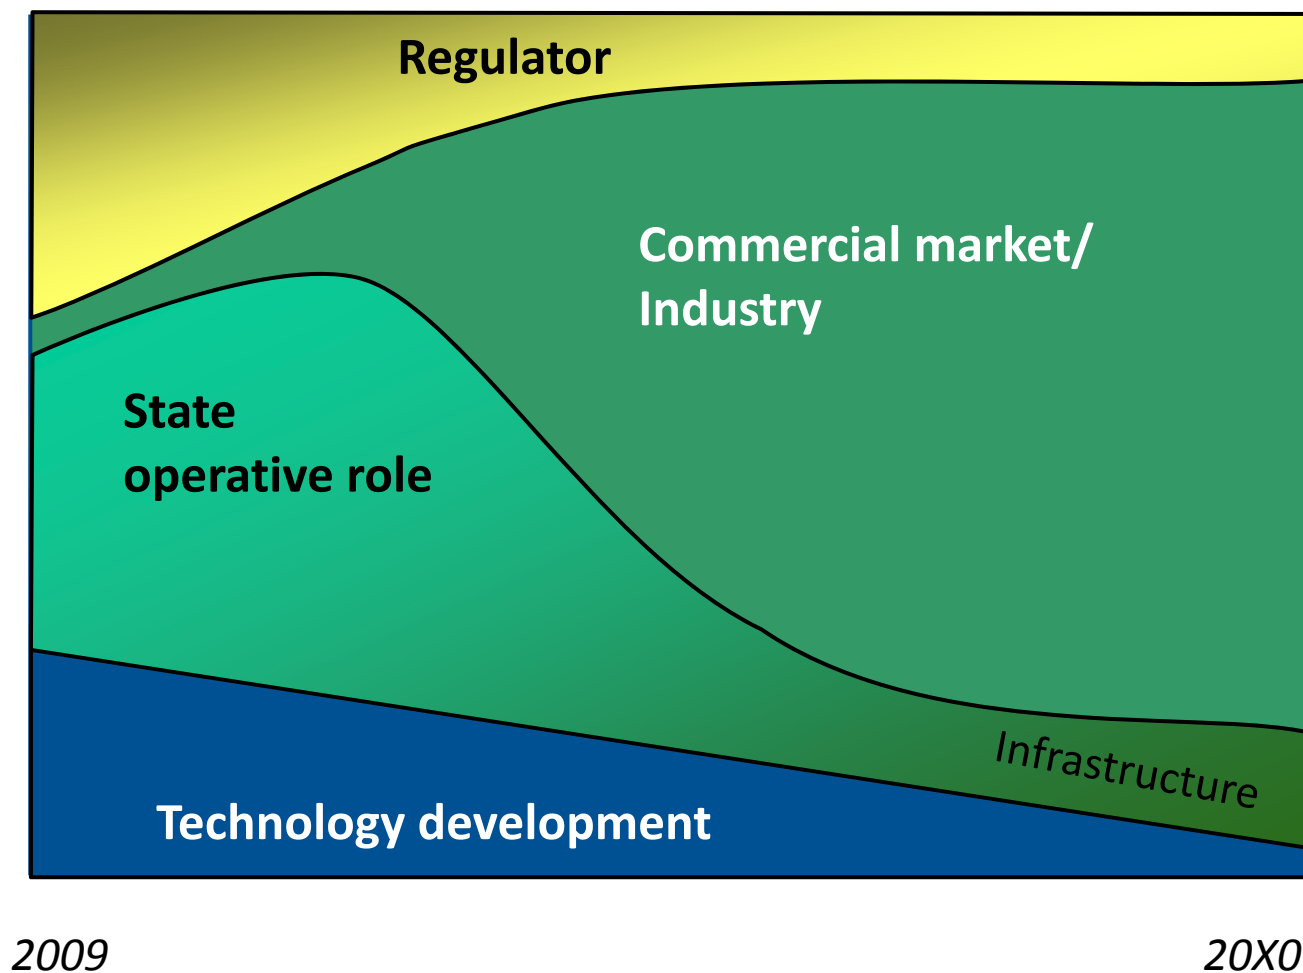 Regulator
Commercial market/
Industry
State
operative role
Infrastructure
Technology development
2009
20X0